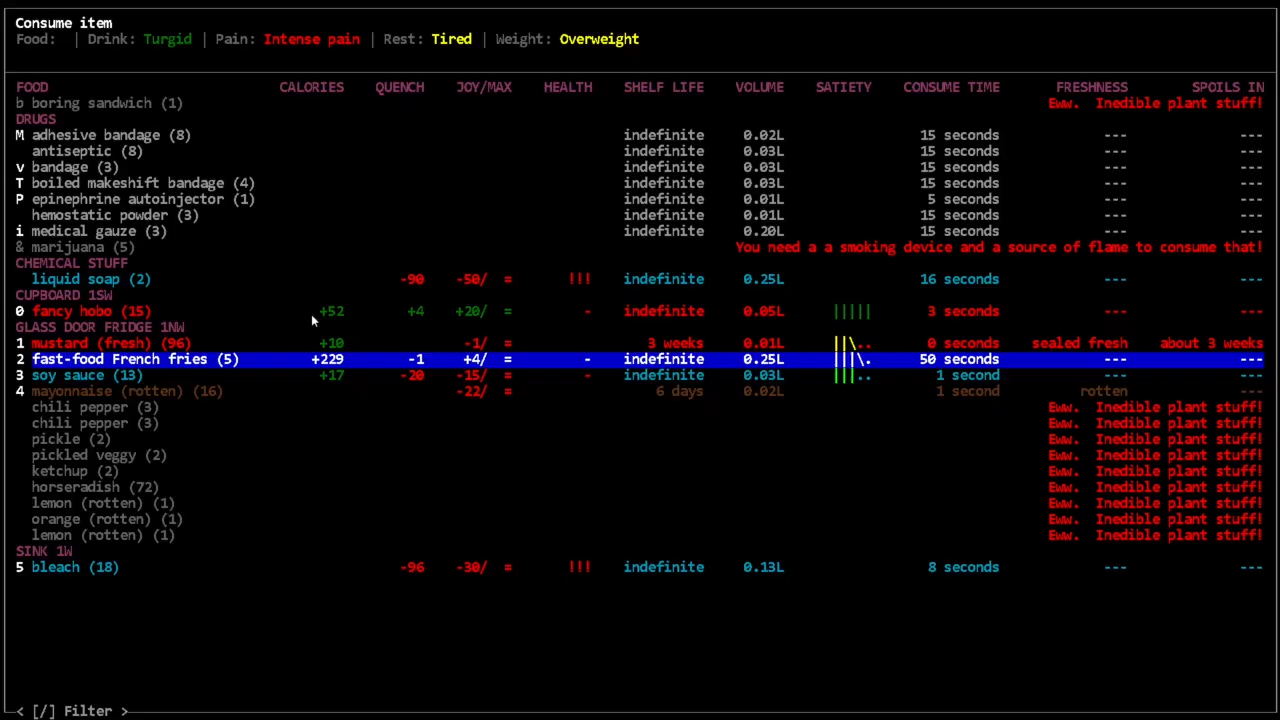 Consume item
Food:  | Drink: Turgid | Pain: Intense pain | Rest: Tired | Weight: Overweight
FOOD CALORIES QUENCH JOY/MAX HEALTH SHELF LIFE VOLUME SATIETY CONSUME TIME FRESHNESS SPOILS IN
b boring sandwich (1) Eww.  Inedible plant stuff!
DRUGS
M adhesive bandage (8) indefinite 0.02L 15 seconds --- ---
antiseptic (8) indefinite 0.03L 15 seconds --- ---
v bandage (3) indefinite 0.03L 15 seconds --- ---
T boiled makeshift bandage (4) indefinite 0.03L 15 seconds --- ---
P epinephrine autoinjector (1) indefinite 0.01L 5 seconds --- ---
hemostatic powder (3) indefinite 0.01L 15 seconds --- ---
i medical gauze (3) indefinite 0.20L 15 seconds --- ---
& marijuana (5) You need a a smoking device and a source of flame to consume that!
CHEMICAL STUFF
liquid soap (2) -90 -50/ = !!! indefinite 0.25L 16 seconds --- ---
CUPBOARD 1SW
0 fancy hobo (15) +52 +4 +20/ = - indefinite 0.05L ||||| 3 seconds --- ---
GLASS DOOR FRIDGE 1NW
1 mustard (fresh) (96) +10 -1/ = 3 weeks 0.01L ||\.. 0 seconds sealed fresh about 3 weeks
2 fast-food French fries (5) +229 -1 +4/ = - indefinite 0.25L |||\. 50 seconds --- ---
3 soy sauce (13) +17 -20 -15/ = - indefinite 0.03L |||.. 1 second --- ---
4 mayonnaise (rotten) (16) -22/ = 6 days 0.02L 1 second rotten ---
chili pepper (3) Eww.  Inedible plant stuff!
chili pepper (3) Eww.  Inedible plant stuff!
pickle (2) Eww.  Inedible plant stuff!
pickled veggy (2) Eww.  Inedible plant stuff!
ketchup (2) Eww.  Inedible plant stuff!
horseradish (72) Eww.  Inedible plant stuff!
lemon (rotten) (1) Eww.  Inedible plant stuff!
orange (rotten) (1) Eww.  Inedible plant stuff!
lemon (rotten) (1) Eww.  Inedible plant stuff!
SINK 1W
5 bleach (18) -96 -30/ = !!! indefinite 0.13L 8 seconds --- ---
< [/] Filter >